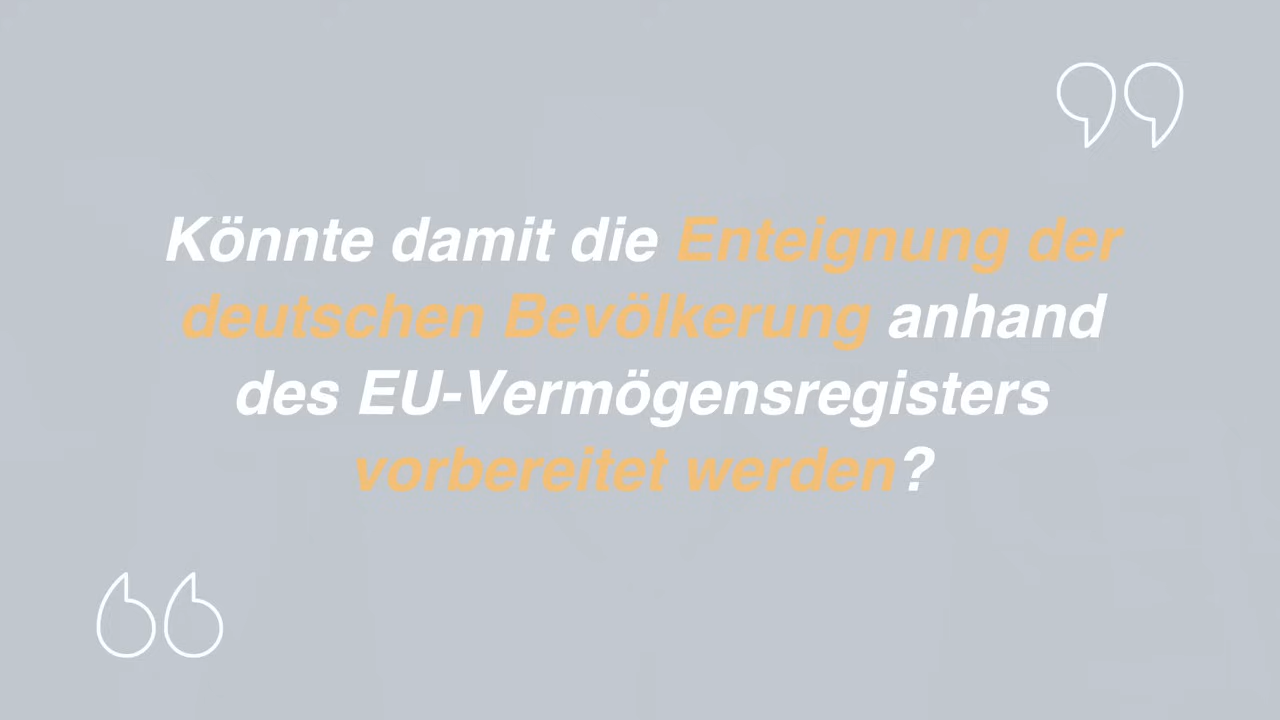 Könnte damit die Enteignung der
deutschen Bevölkerung anhand
des EU-Vermögensregisters
vorbereitet werden?